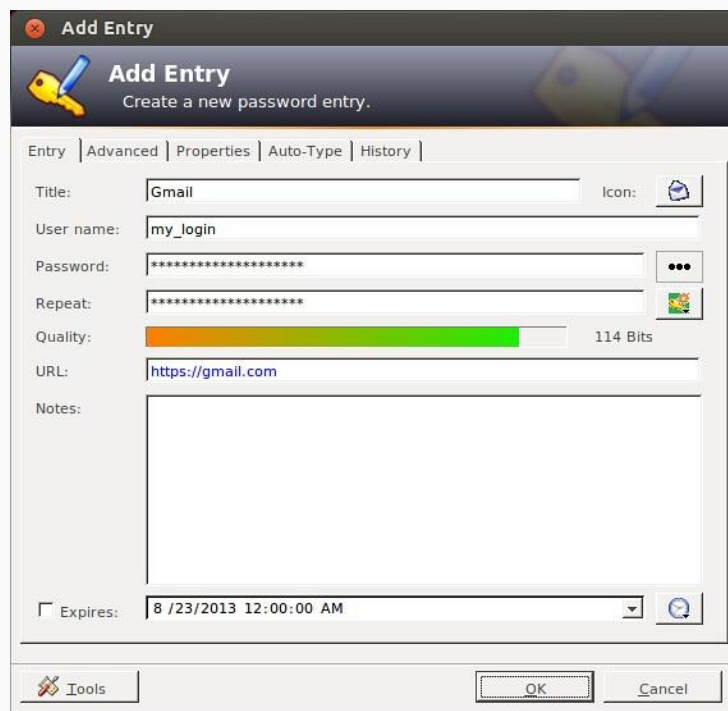 Add Entry
Add Entry
Create a new password entry.
Entry Advanced Properties Auto-Type History
Title: Gmail Icon:
User name: my_login
Password: ******************** •••
Repeat: ********************
Quality: 114 Bits
URL: https://gmail.com
Notes:
Expires: 8 /23/2013 12:00:00 AM
Tools OK Cancel